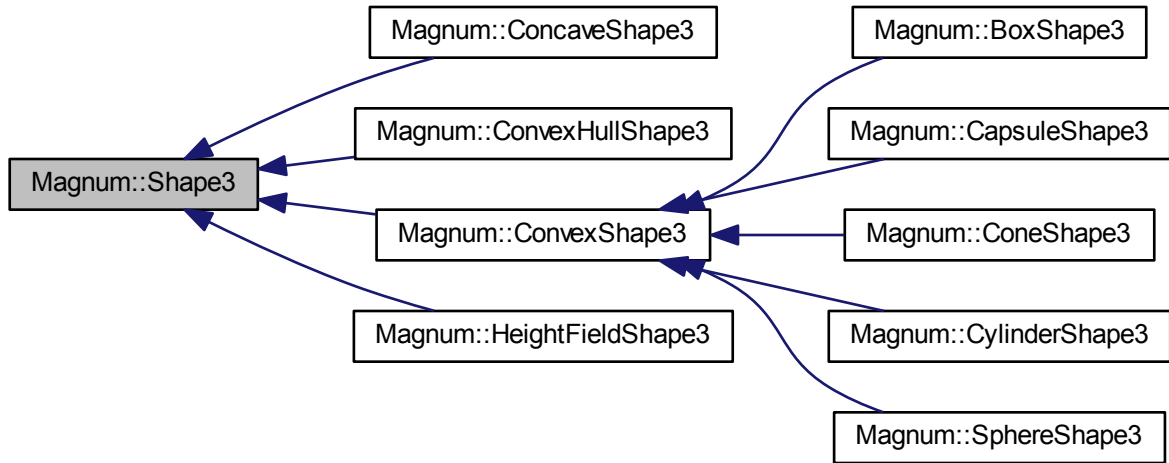 Magnum::ConcaveShape3
Magnum::BoxShape3
Magnum::ConvexHullShape3
Magnum::CapsuleShape3
Magnum::Shape3
Magnum::ConvexShape3
Magnum::ConeShape3
Magnum::HeightFieldShape3
Magnum::CylinderShape3
Magnum::SphereShape3